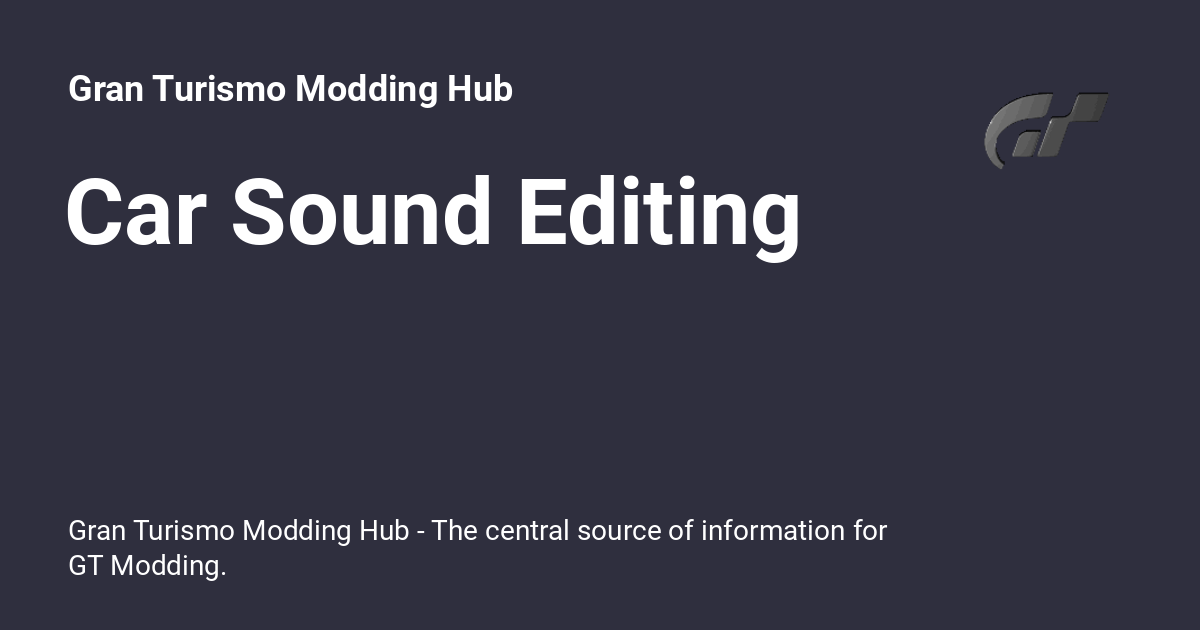 Gran Turismo Modding Hub
Car Sound Editing
Gran Turismo Modding Hub - The central source of information for
GT Modding.